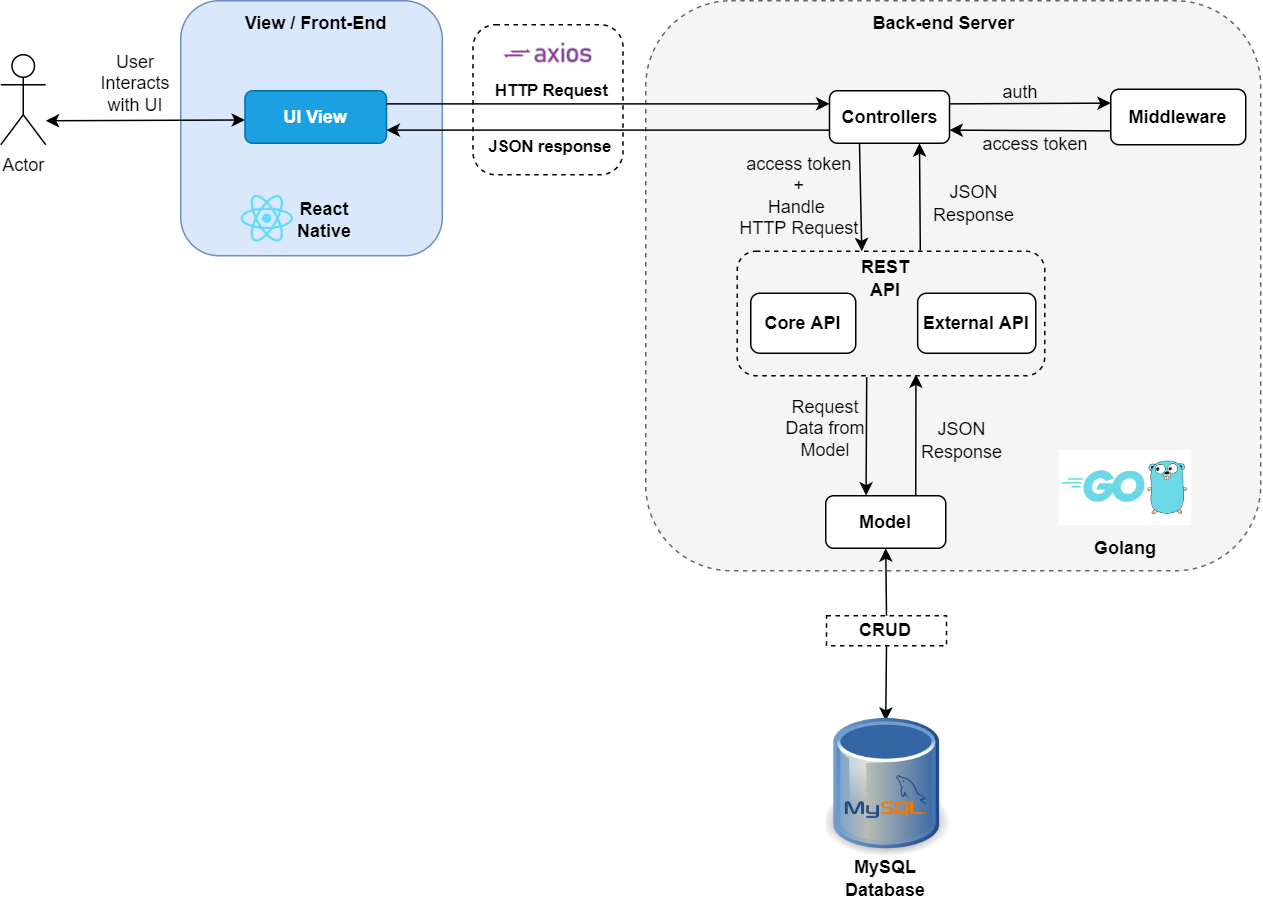 View / Front-End
Back-end Server
axios
User
Interacts
with UI
HTTP Request
UI View
JSON response
Controllers
auth
access token
Middleware
Actor
access token
+
Handle
HTTP Request
JSON
Response
React
Native
REST
API
Core API
External API
Request
Data from
Model
JSON
Response
GO
Golang
Model
CRUD
MySQL
MySQL
Database